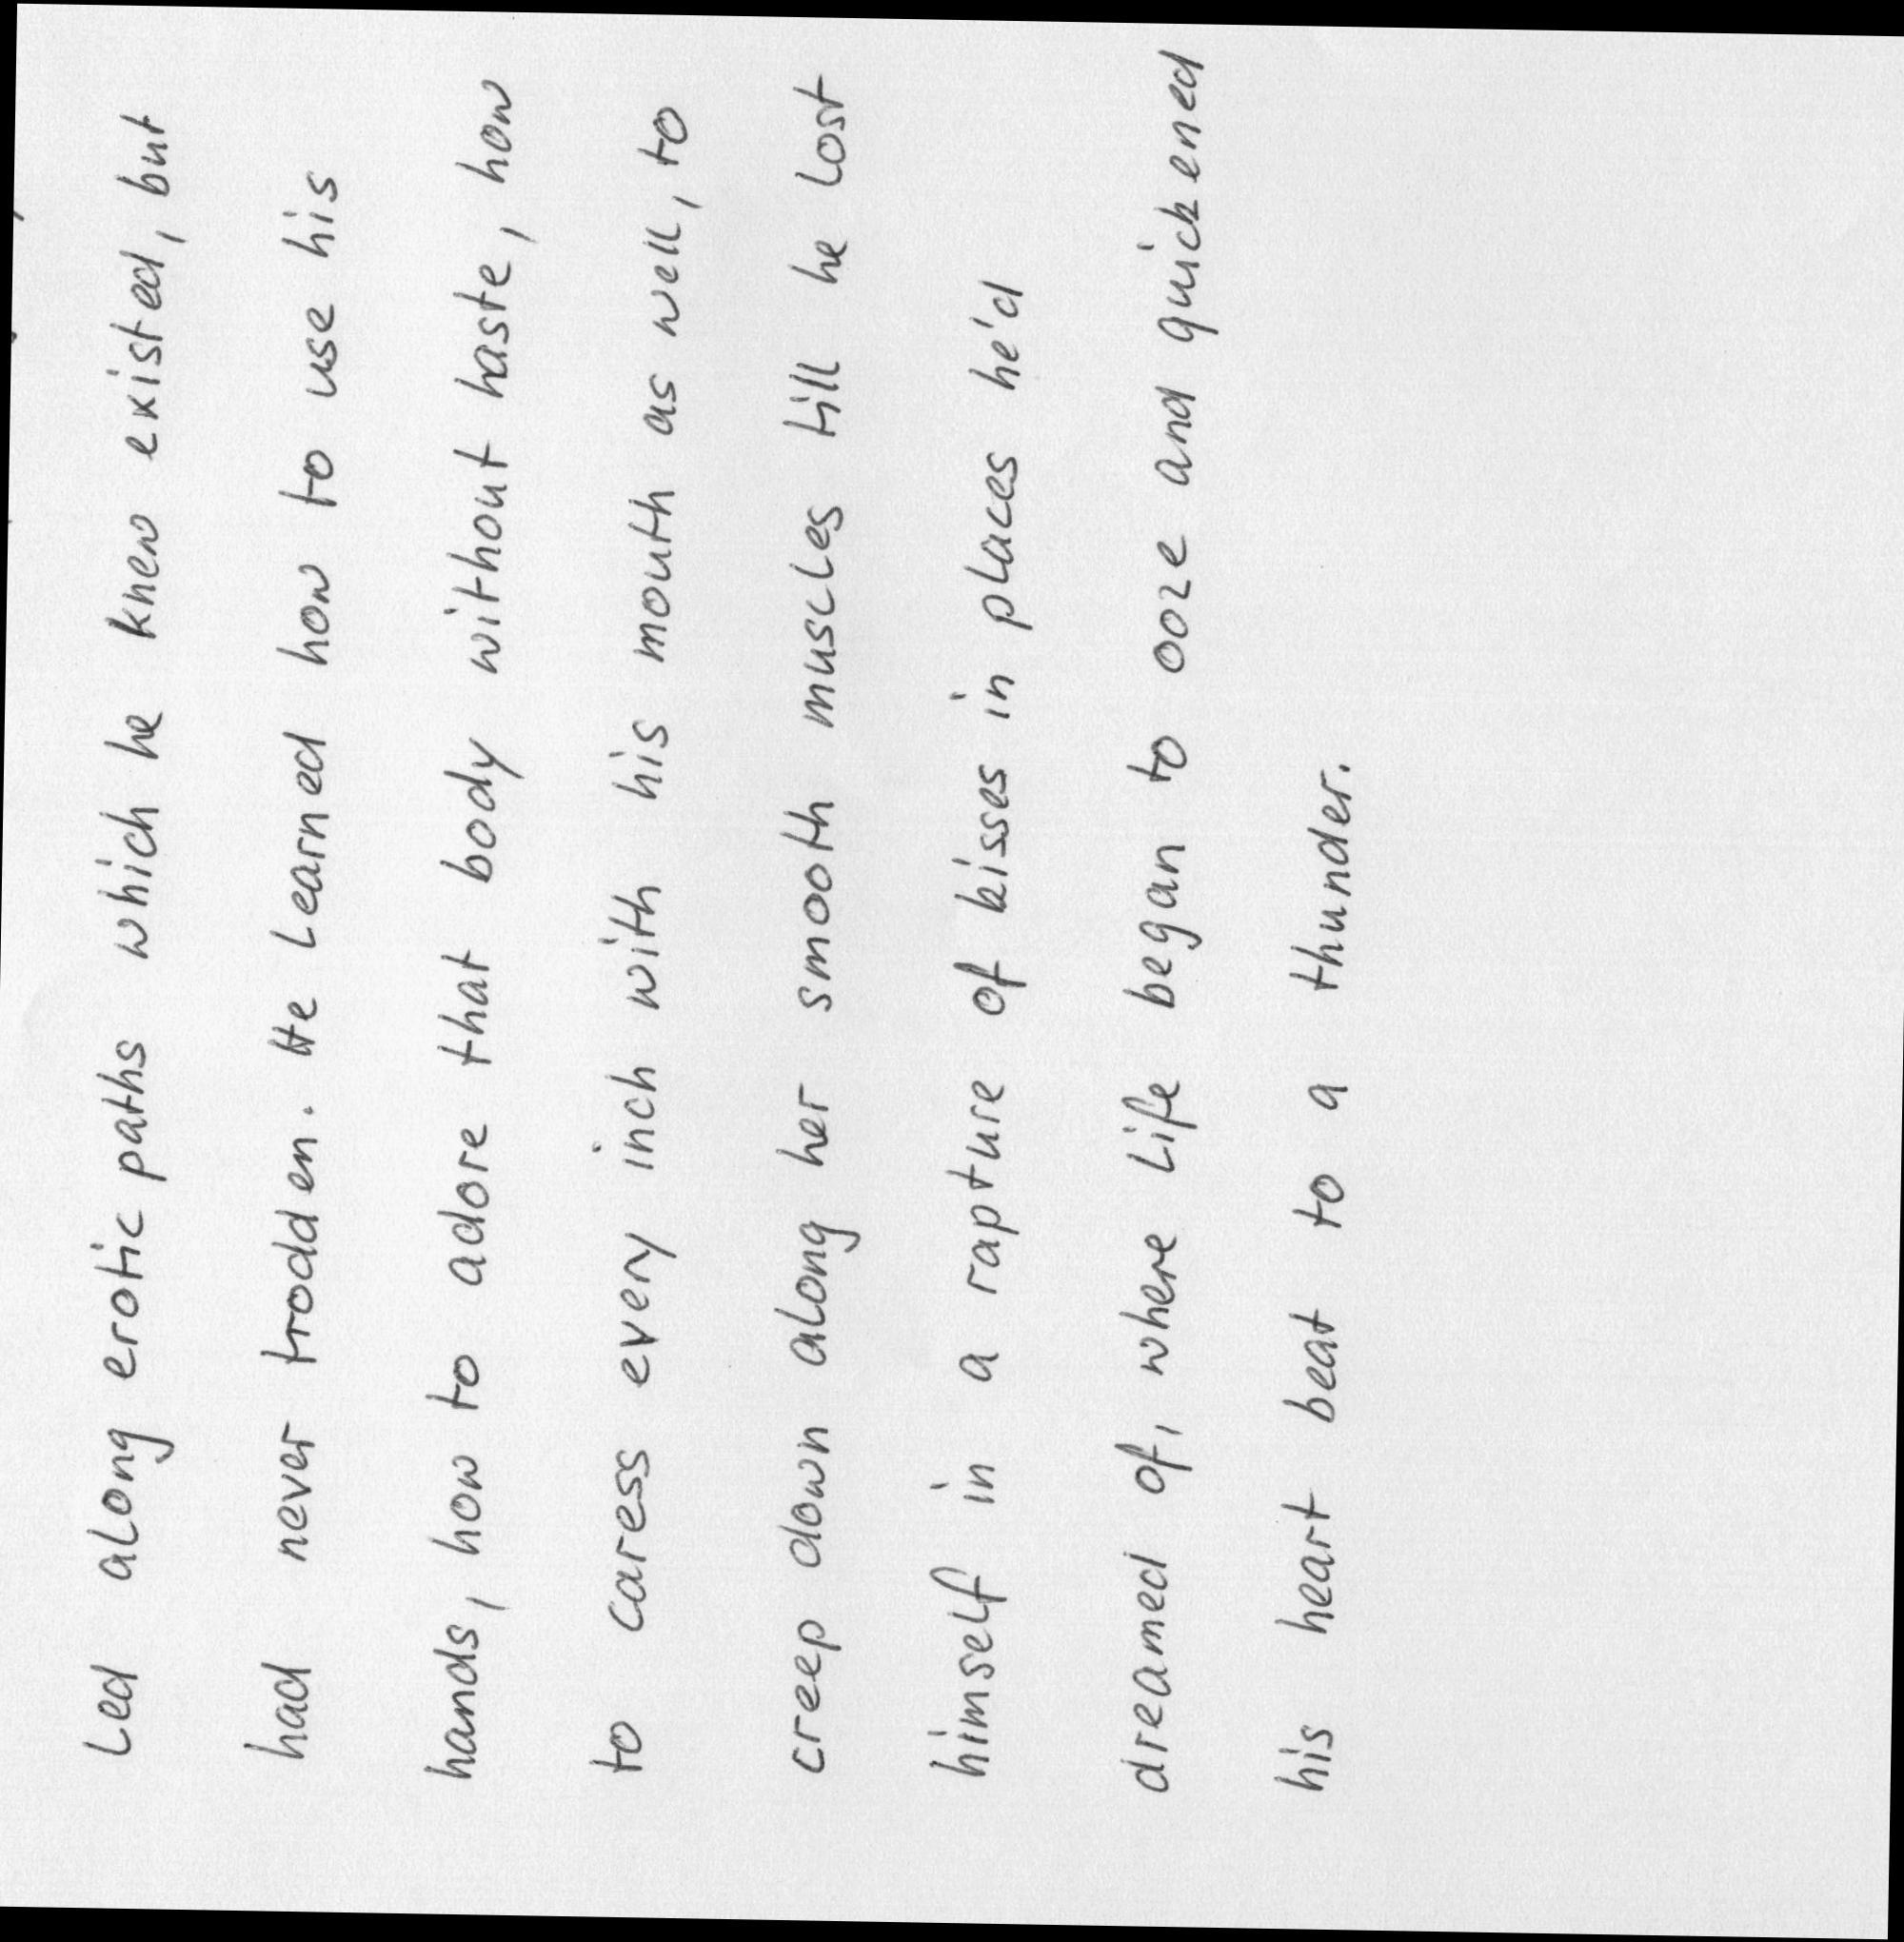 Led along erotic paths which he knew existed, but
had never trodden. He Learned how to use his
hands, how to adore that body without haste, how
to caress every inch with his mouth as well, to
creep down along her smooth muscles till he lost
himself in a rapture of kisses in places he'd
dreamed of, where life began to ooze and quickened
his heart beat to a thunder.